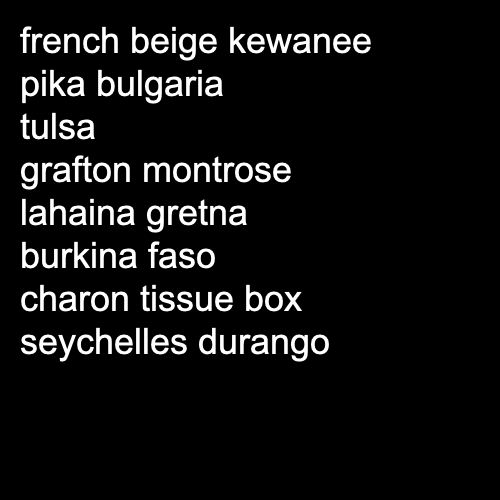 french beige kewanee
pika bulgaria
tulsa
grafton montrose
lahaina gretna
burkina faso
charon tissue box
seychelles durango